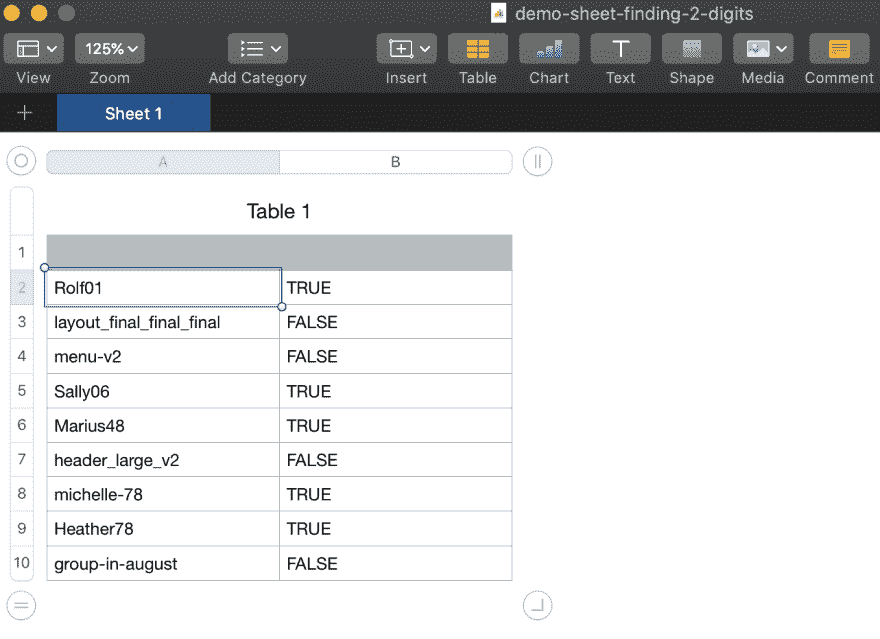 demo-sheet-finding-2-digits
125%
View Zoom Add Category Insert Table Chart Text Shape Media Comment
Sheet 1
A B
Table 1
1
2 Rolf01 TRUE
3 layout_final_final_final FALSE
4 menu-v2 FALSE
5 Sally06 TRUE
6 Marius48 TRUE
7 header_large_v2 FALSE
8 michelle-78 TRUE
9 Heather78 TRUE
10 group-in-august FALSE